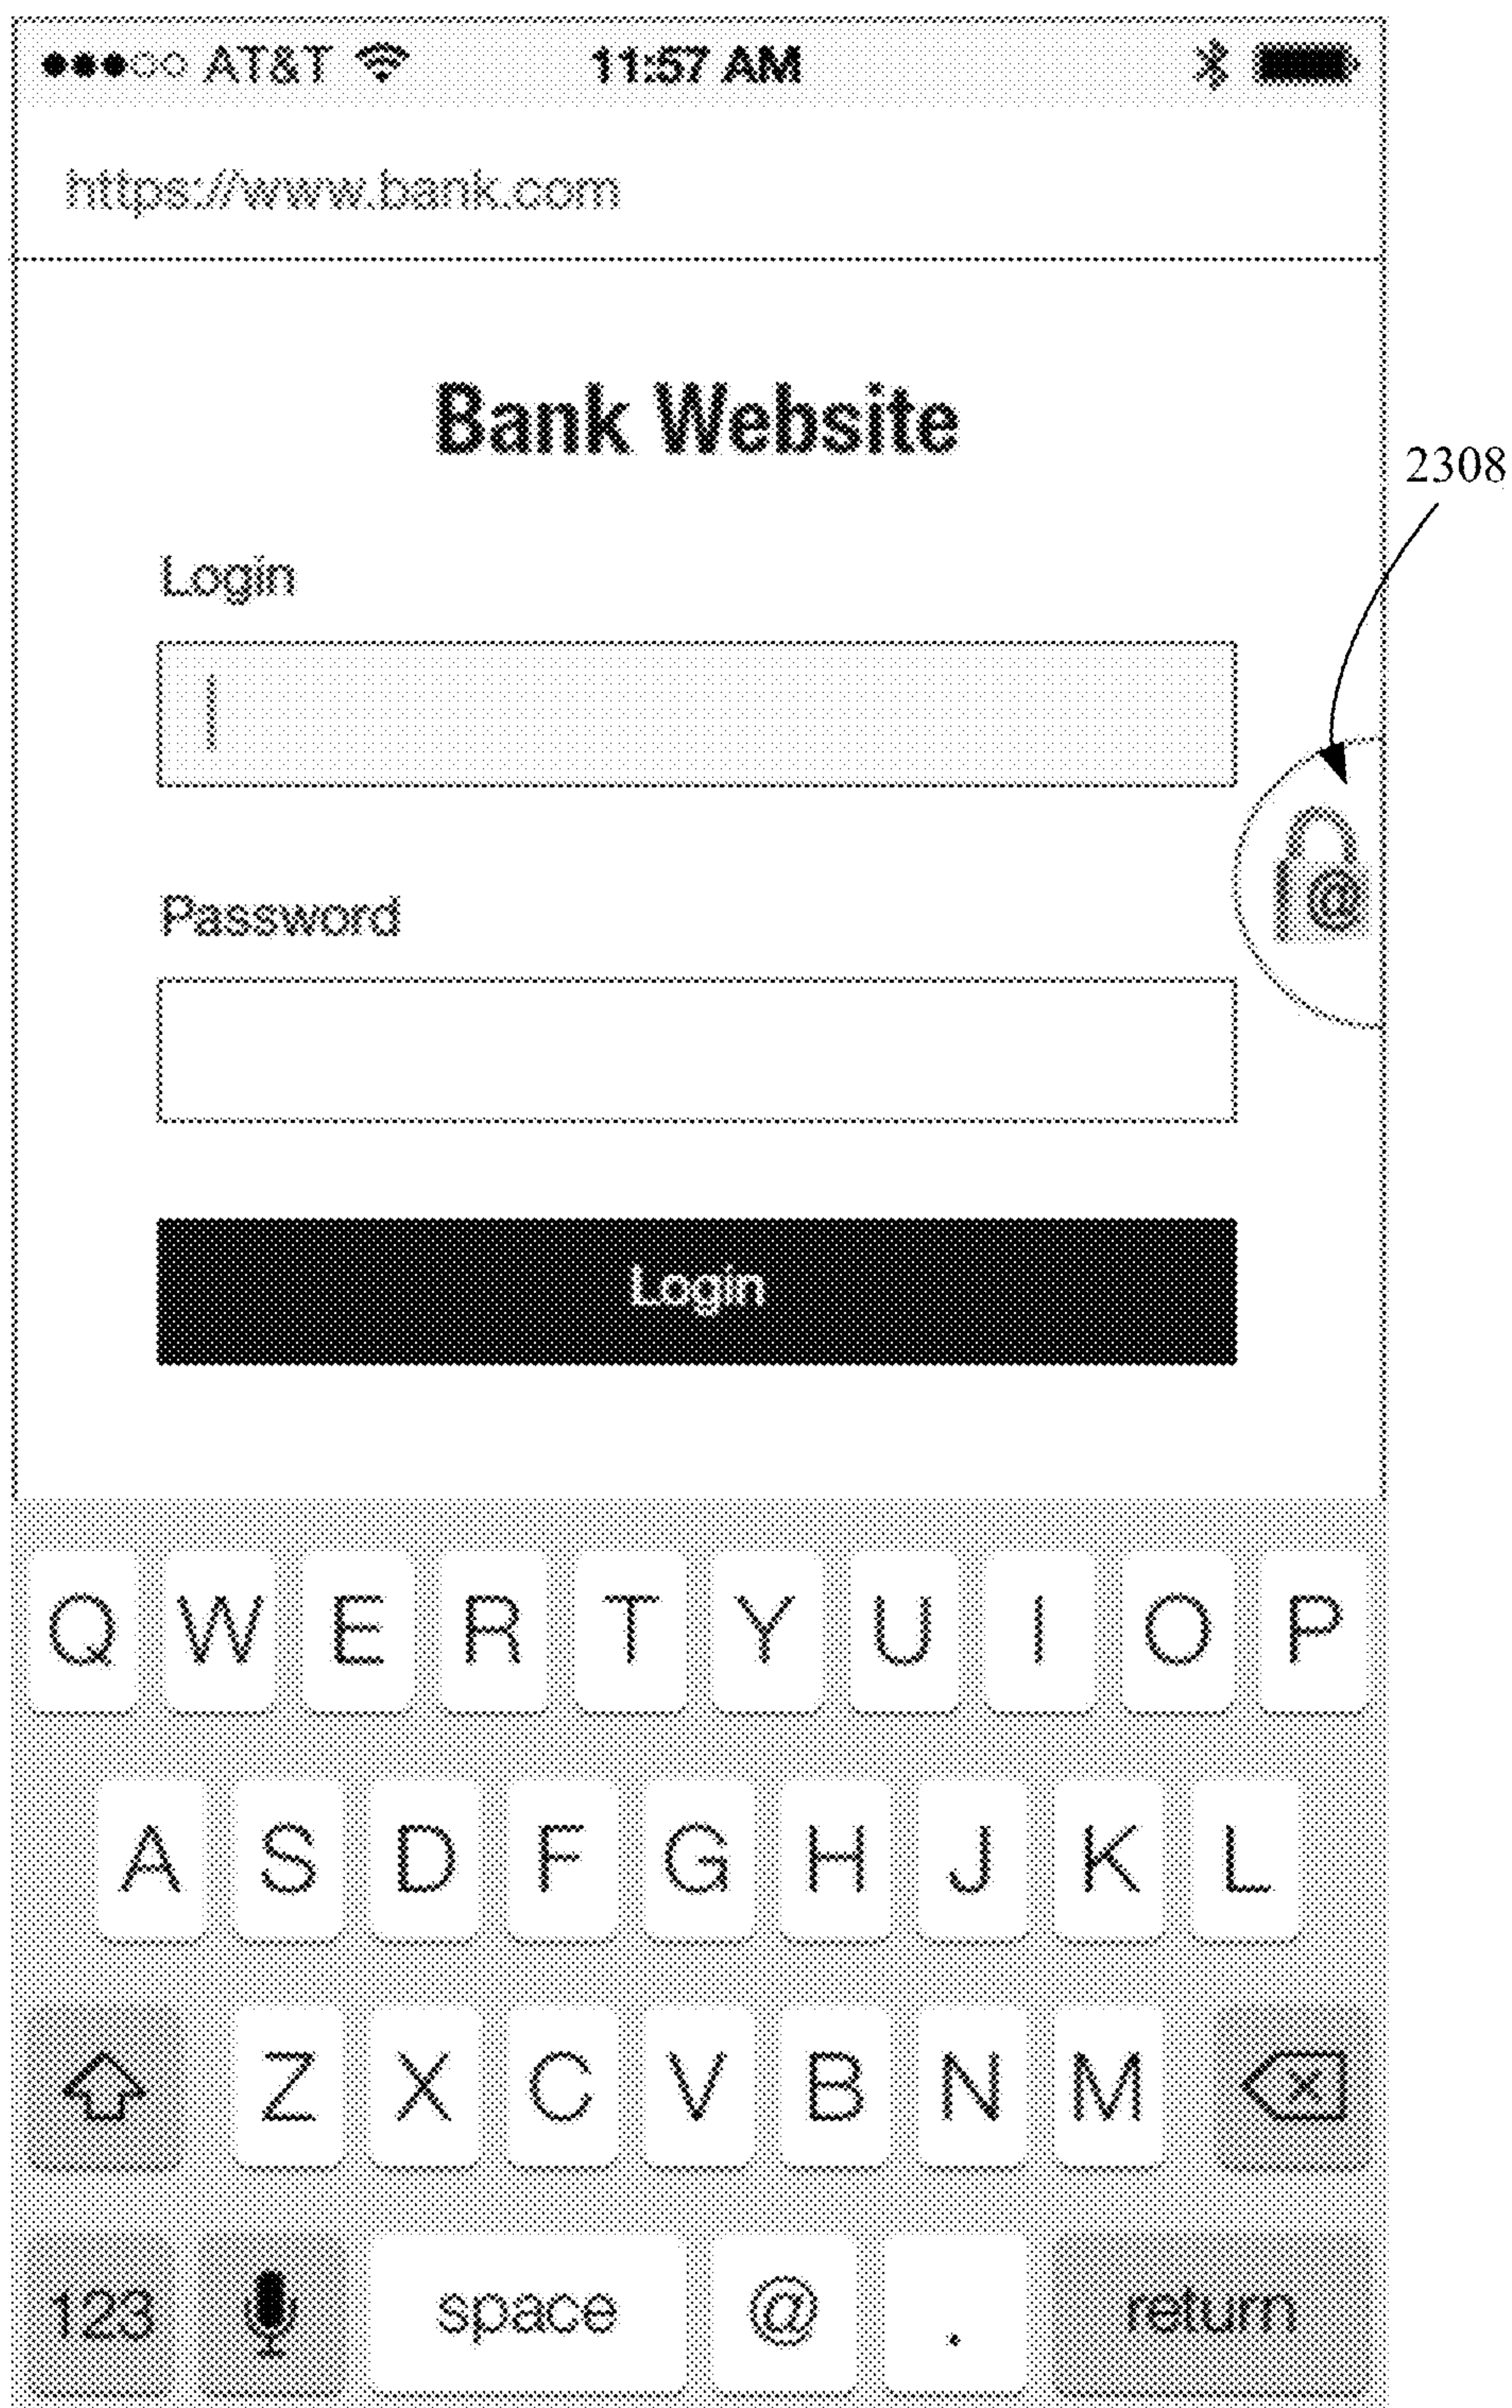 AT&T 11:57 AM
https://www.bank.com
Bank Website
2308
Login
@
Password
Login
Q W E R T Y U I O P
A S D F G H J K L
Z X C V B N M
123 space @ . return